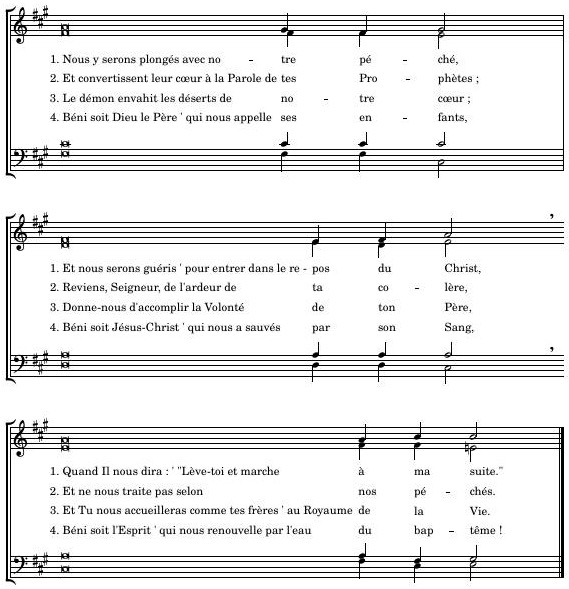 1. Nous y serons plongés avec no - tre pé - ché,
2. Et convertissent leur cœur à la Parole de tes Pro - phètes ;
3. Le démon envahit les déserts de no - tre cœur ;
4. Béni soit Dieu le Père ' qui nous appelle ses en - fants,
1. Et nous serons guéris ' pour entrer dans le re - pos du Christ,
2. Reviens, Seigneur, de l'ardeur de ta co - lère,
3. Donne-nous d'accomplir la Volonté de ton Père,
4. Béni soit Jésus-Christ ' qui nous a sauvés par son Sang,
1. Quand Il nous dira : ' "Lève-toi et marche à ma suite."
2. Et ne nous traite pas selon nos pé - chés.
3. Et Tu nous accueilleras comme tes frères ' au Royaume de la Vie.
4. Béni soit l'Esprit ' qui nous renouvelle par l'eau du bap - tême !